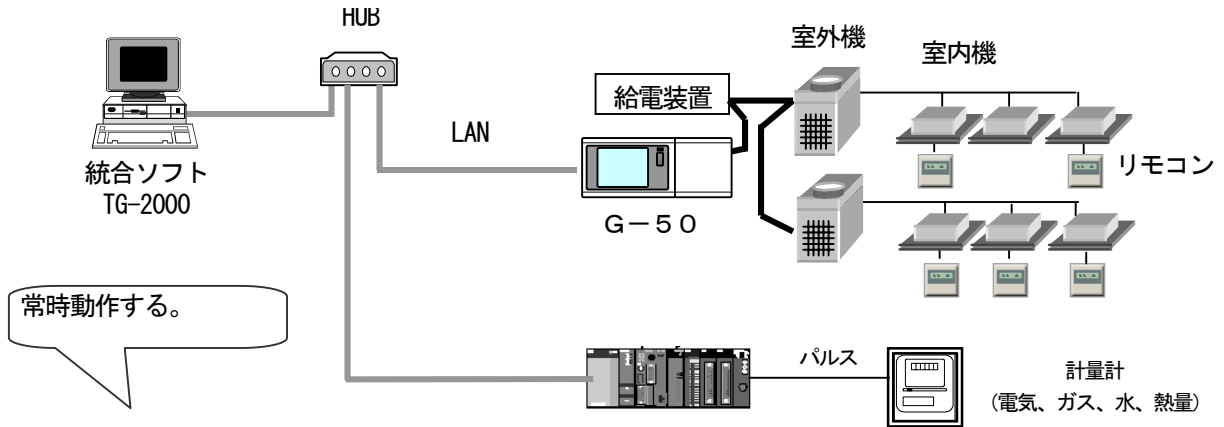 HUB
室外機
室内機
給電装置
LAN
リモコン
統合ソフト
TG-2000
G－50
常時動作する。
パルス
計量計
(電気、ガス、水、熱量)